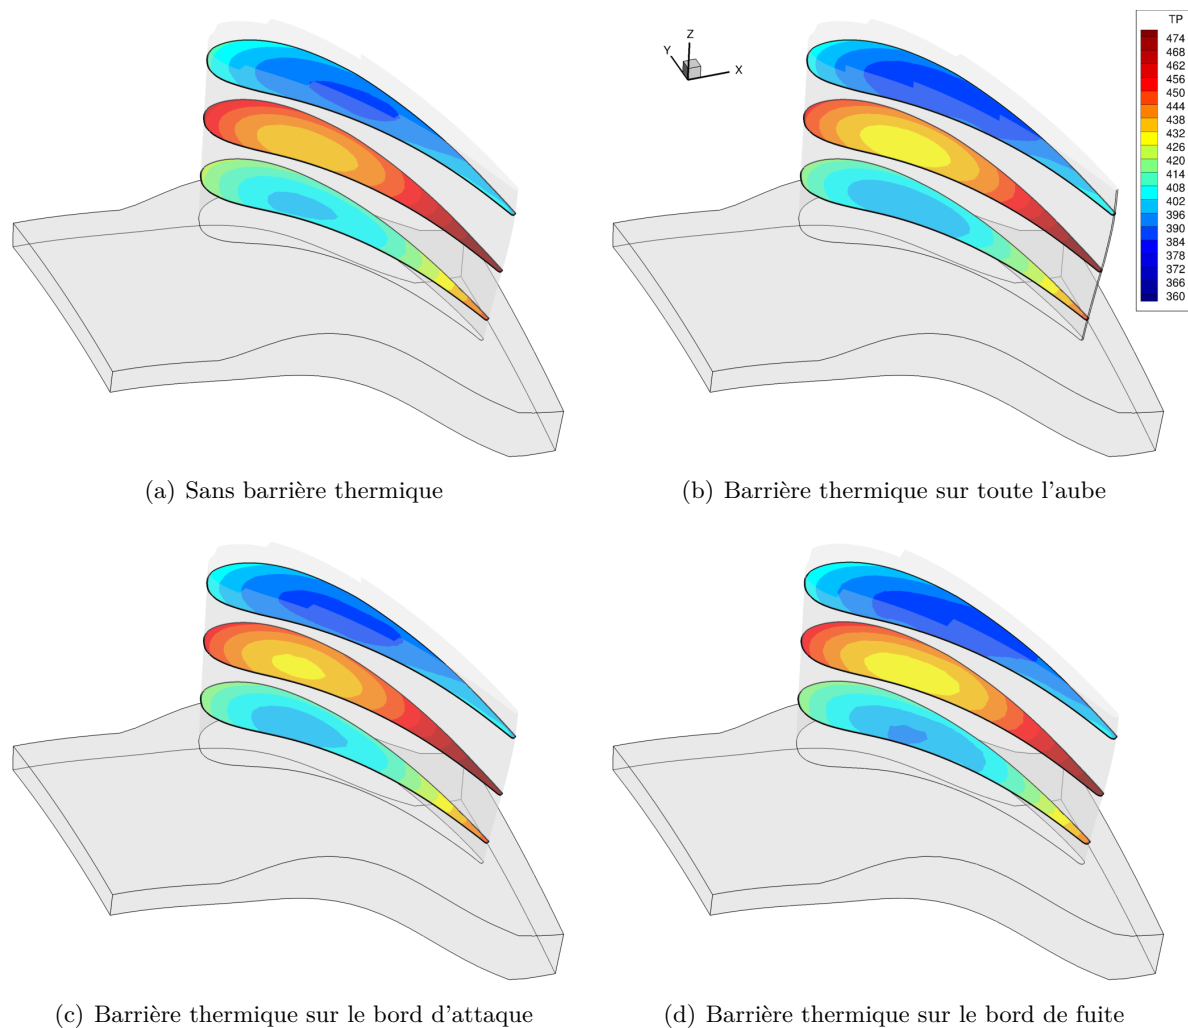 Z
Y
X
TP
474
468
462
456
450
444
438
432
426
420
414
408
402
396
390
384
378
372
366
360
(a) Sans barrière thermique
(b) Barrière thermique sur toute l'aube
(c) Barrière thermique sur le bord d'attaque
(d) Barrière thermique sur le bord de fuite